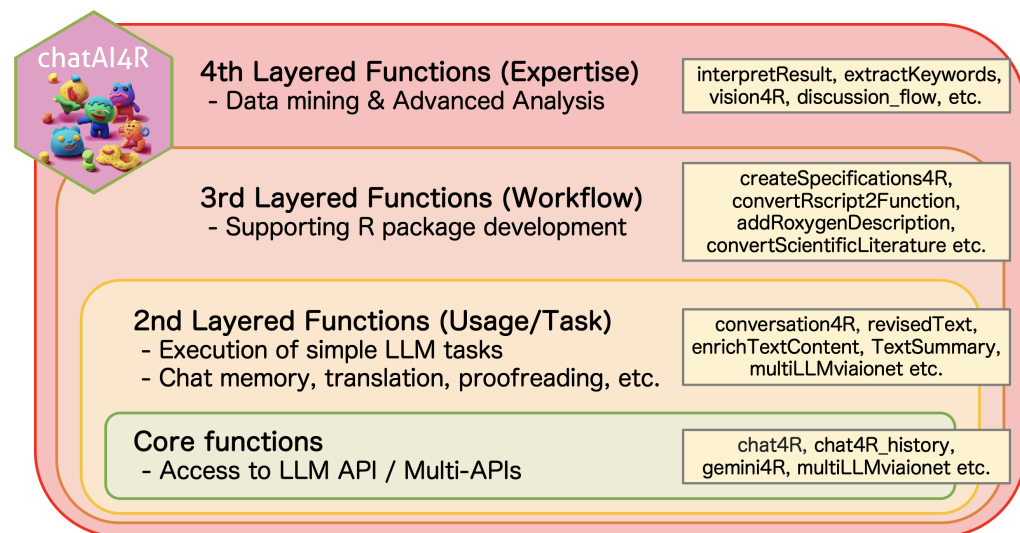 chatAI4R
4th Layered Functions (Expertise)
- Data mining & Advanced Analysis
interpretResult, extractKeywords,
vision4R, discussion_flow, etc.
3rd Layered Functions (Workflow)
- Supporting R package development
createSpecifications4R,
convertRscript2Function,
addRoxygenDescription,
convertScientificLiterature etc.
2nd Layered Functions (Usage/Task)
- Execution of simple LLM tasks
- Chat memory, translation, proofreading, etc.
conversation4R, revisedText,
enrichTextContent, TextSummary,
multiLLMviaionet etc.
Core functions
- Access to LLM API / Multi-APIs
chat4R, chat4R_history,
gemini4R, multiLLMviaionet etc.